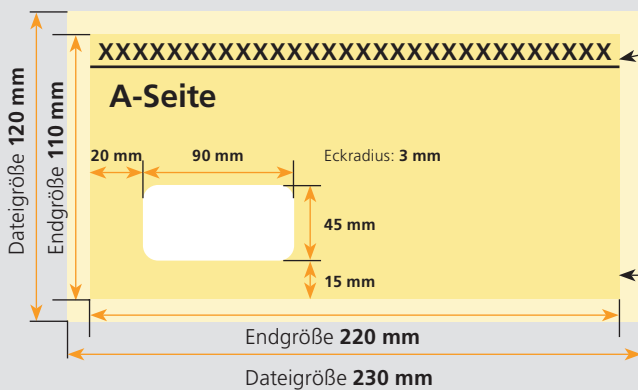 XXXXXXXXXXXXXXXXXXXXXXXXXXXXXX
A-Seite
20 mm
90 mm
Eckradius: 3 mm
45 mm
15 mm
Dateigröße 120 mm
Endgröße 110 mm
Endgröße 220 mm
Dateigröße 230 mm